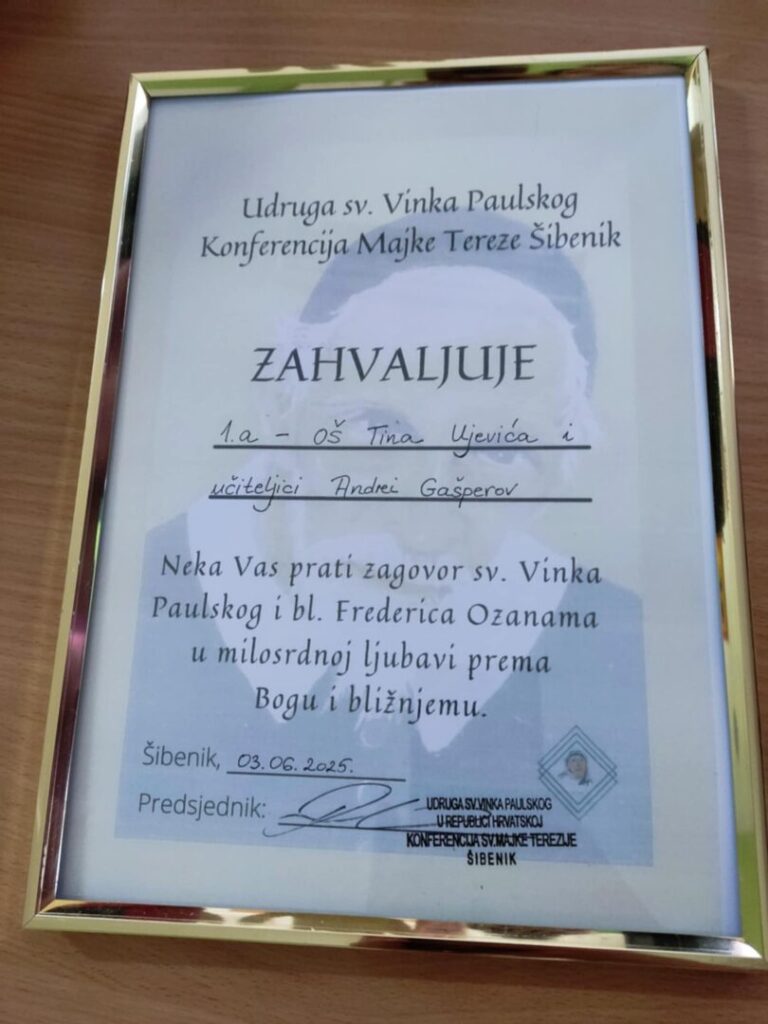 Udruga sv. Vinka Paulskog
Konferencija Majke Tereze Šibenik
ZAHVALJUJE
1.a - OŠ Tina Ujevića i
učiteljici Andrei Gašperov
Neka Vas prati zagovor sv. Vinka
Paulskog i bl. Frederica Ozanama
u milosrdnoj ljubavi prema
Bogu i bližnjemu.
Šibenik, 03.06.2025.
Predsjednik:
UDRUGA SV.VINKA PAULSKOG
U REPUBLICI HRVATSKOJ
KONFERENCIJA SV.MAJKE TEREZIJE
ŠIBENIK